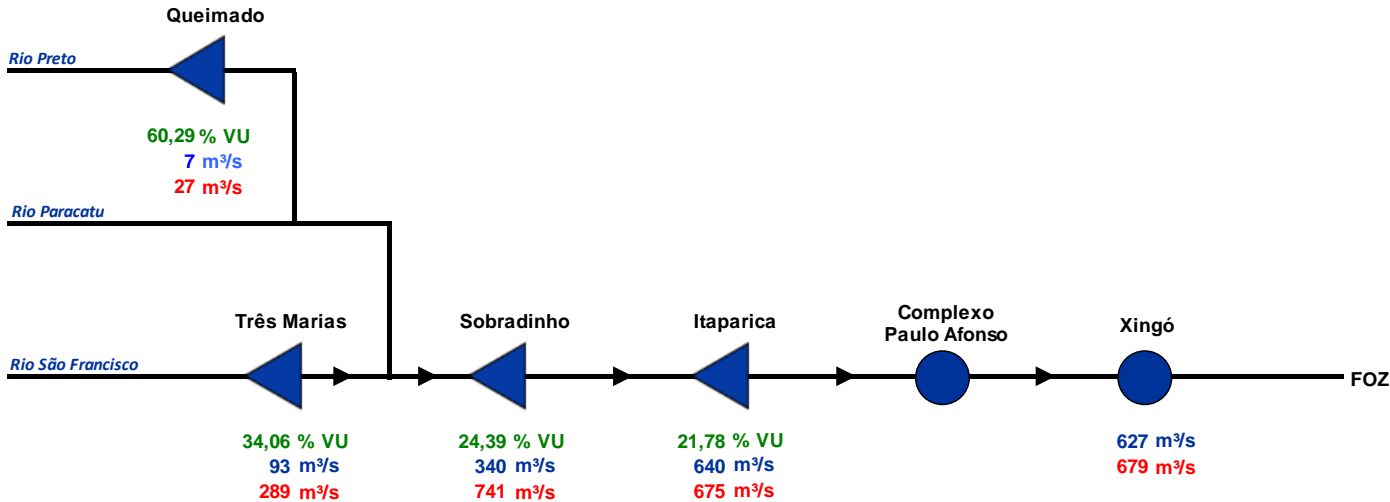 Queimado
Rio Preto
60,29 % VU
7 m³/s
27 m³/s
Rio Paracatu
Três Marias
Sobradinho
Itaparica
Complexo
Paulo Afonso
Xingó
Rio São Francisco
FOZ
34,06 % VU
93 m³/s
289 m³/s
24,39 % VU
340 m³/s
741 m³/s
21,78 % VU
640 m³/s
675 m³/s
627 m³/s
679 m³/s